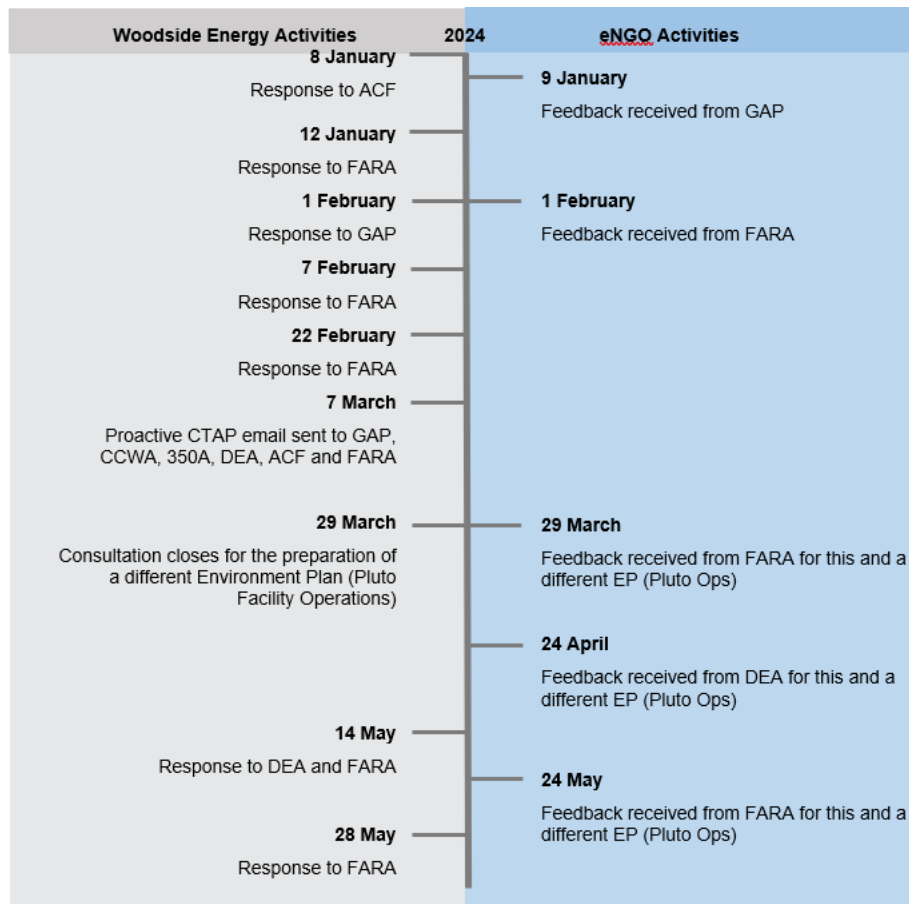 Woodside Energy Activities 2024 eNGO Activities
8 January
Response to ACF
9 January
Feedback received from GAP
12 January
Response to FARA
1 February
Response to GAP
1 February
Feedback received from FARA
7 February
Response to FARA
22 February
Response to FARA
7 March
Proactive CTAP email sent to GAP,
CCWA, 350A, DEA, ACF and FARA
29 March
Consultation closes for the preparation of
a different Environment Plan (Pluto
Facility Operations)
29 March
Feedback received from FARA for this and a
different EP (Pluto Ops)
24 April
Feedback received from DEA for this and a
different EP (Pluto Ops)
14 May
Response to DEA and FARA
24 May
Feedback received from FARA for this and a
different EP (Pluto Ops)
28 May
Response to FARA